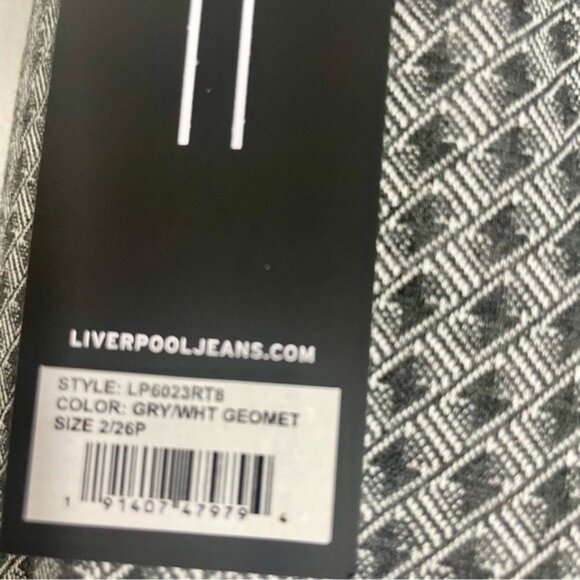 LIVERPOOLJEANS.COM
STYLE: LP6023RT8
COLOR: GRY/WHT GEOMET
SIZE 2/26P
1 91407 47979 4